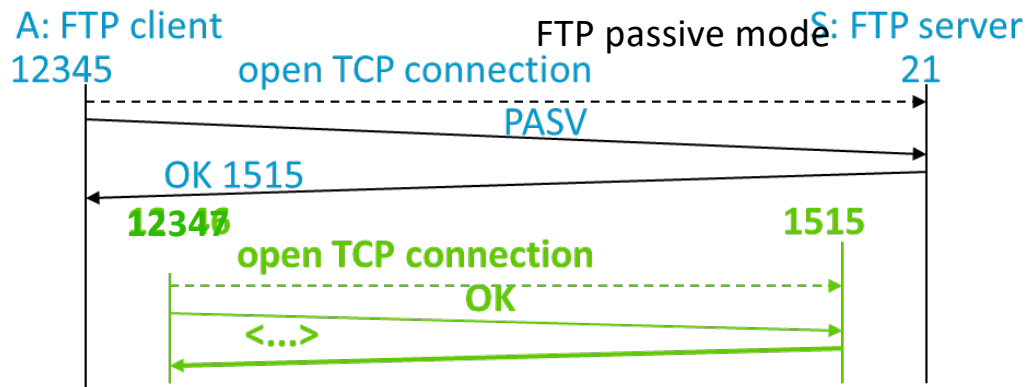 A: FTP client
FTP passive mode
S: FTP server
12345
open TCP connection
21
PASV
OK 1515
12347
1515
open TCP connection
OK
<...>